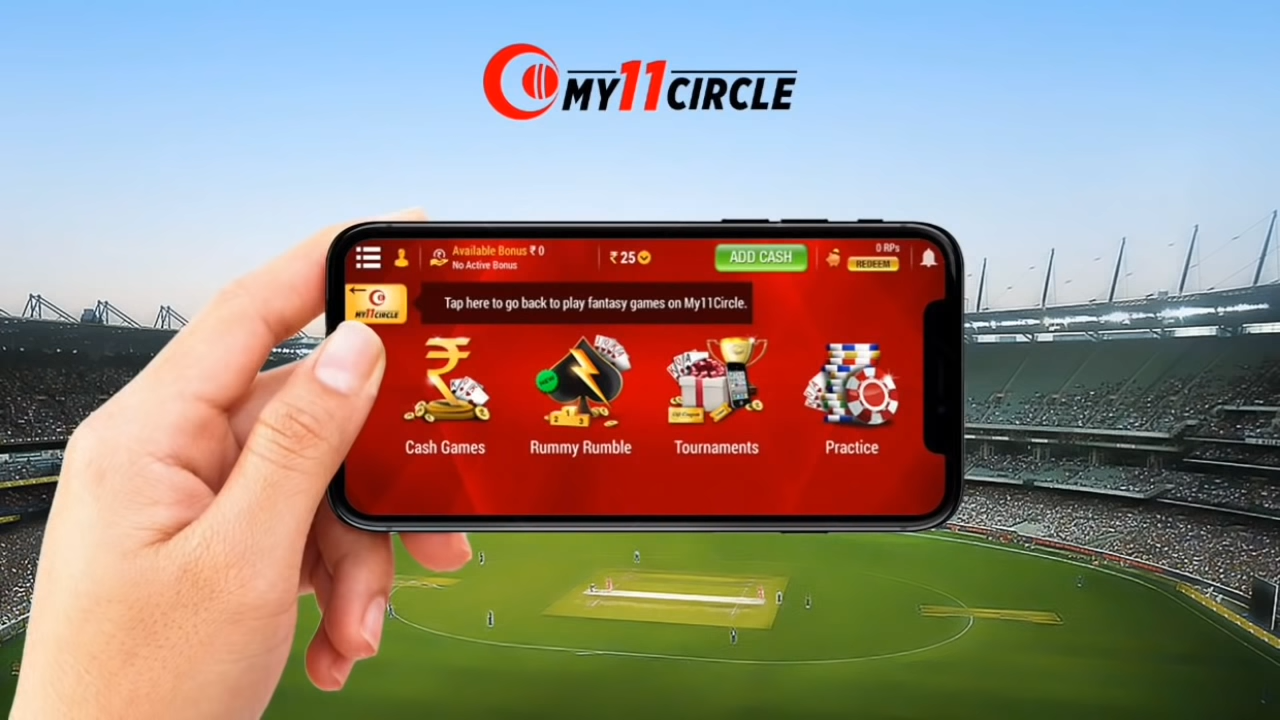 MY11CIRCLE
Available Bonus ₹ 0
No Active Bonus
₹ 25
ADD CASH
0 RPs
REDEEM
MY11CIRCLE
Tap here to go back to play fantasy games on My11Circle.
Cash Games
Rummy Rumble
Tournaments
Practice